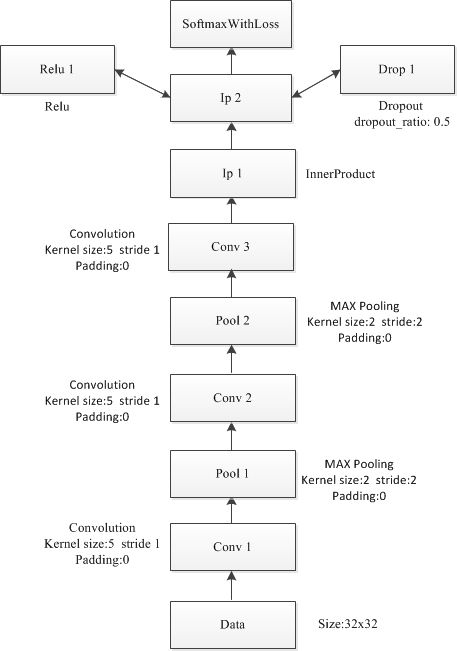 SoftmaxWithLoss
Relu 1
Drop 1
Ip 2
Relu
Dropout
dropout_ratio: 0.5
Ip 1
InnerProduct
Convolution
Kernel size:5 stride 1
Padding:0
Conv 3
Pool 2
MAX Pooling
Kernel size:2 stride:2
Padding:0
Convolution
Kernel size:5 stride 1
Padding:0
Conv 2
Pool 1
MAX Pooling
Kernel size:2 stride:2
Padding:0
Convolution
Kernel size:5 stride 1
Padding:0
Conv 1
Data
Size:32x32